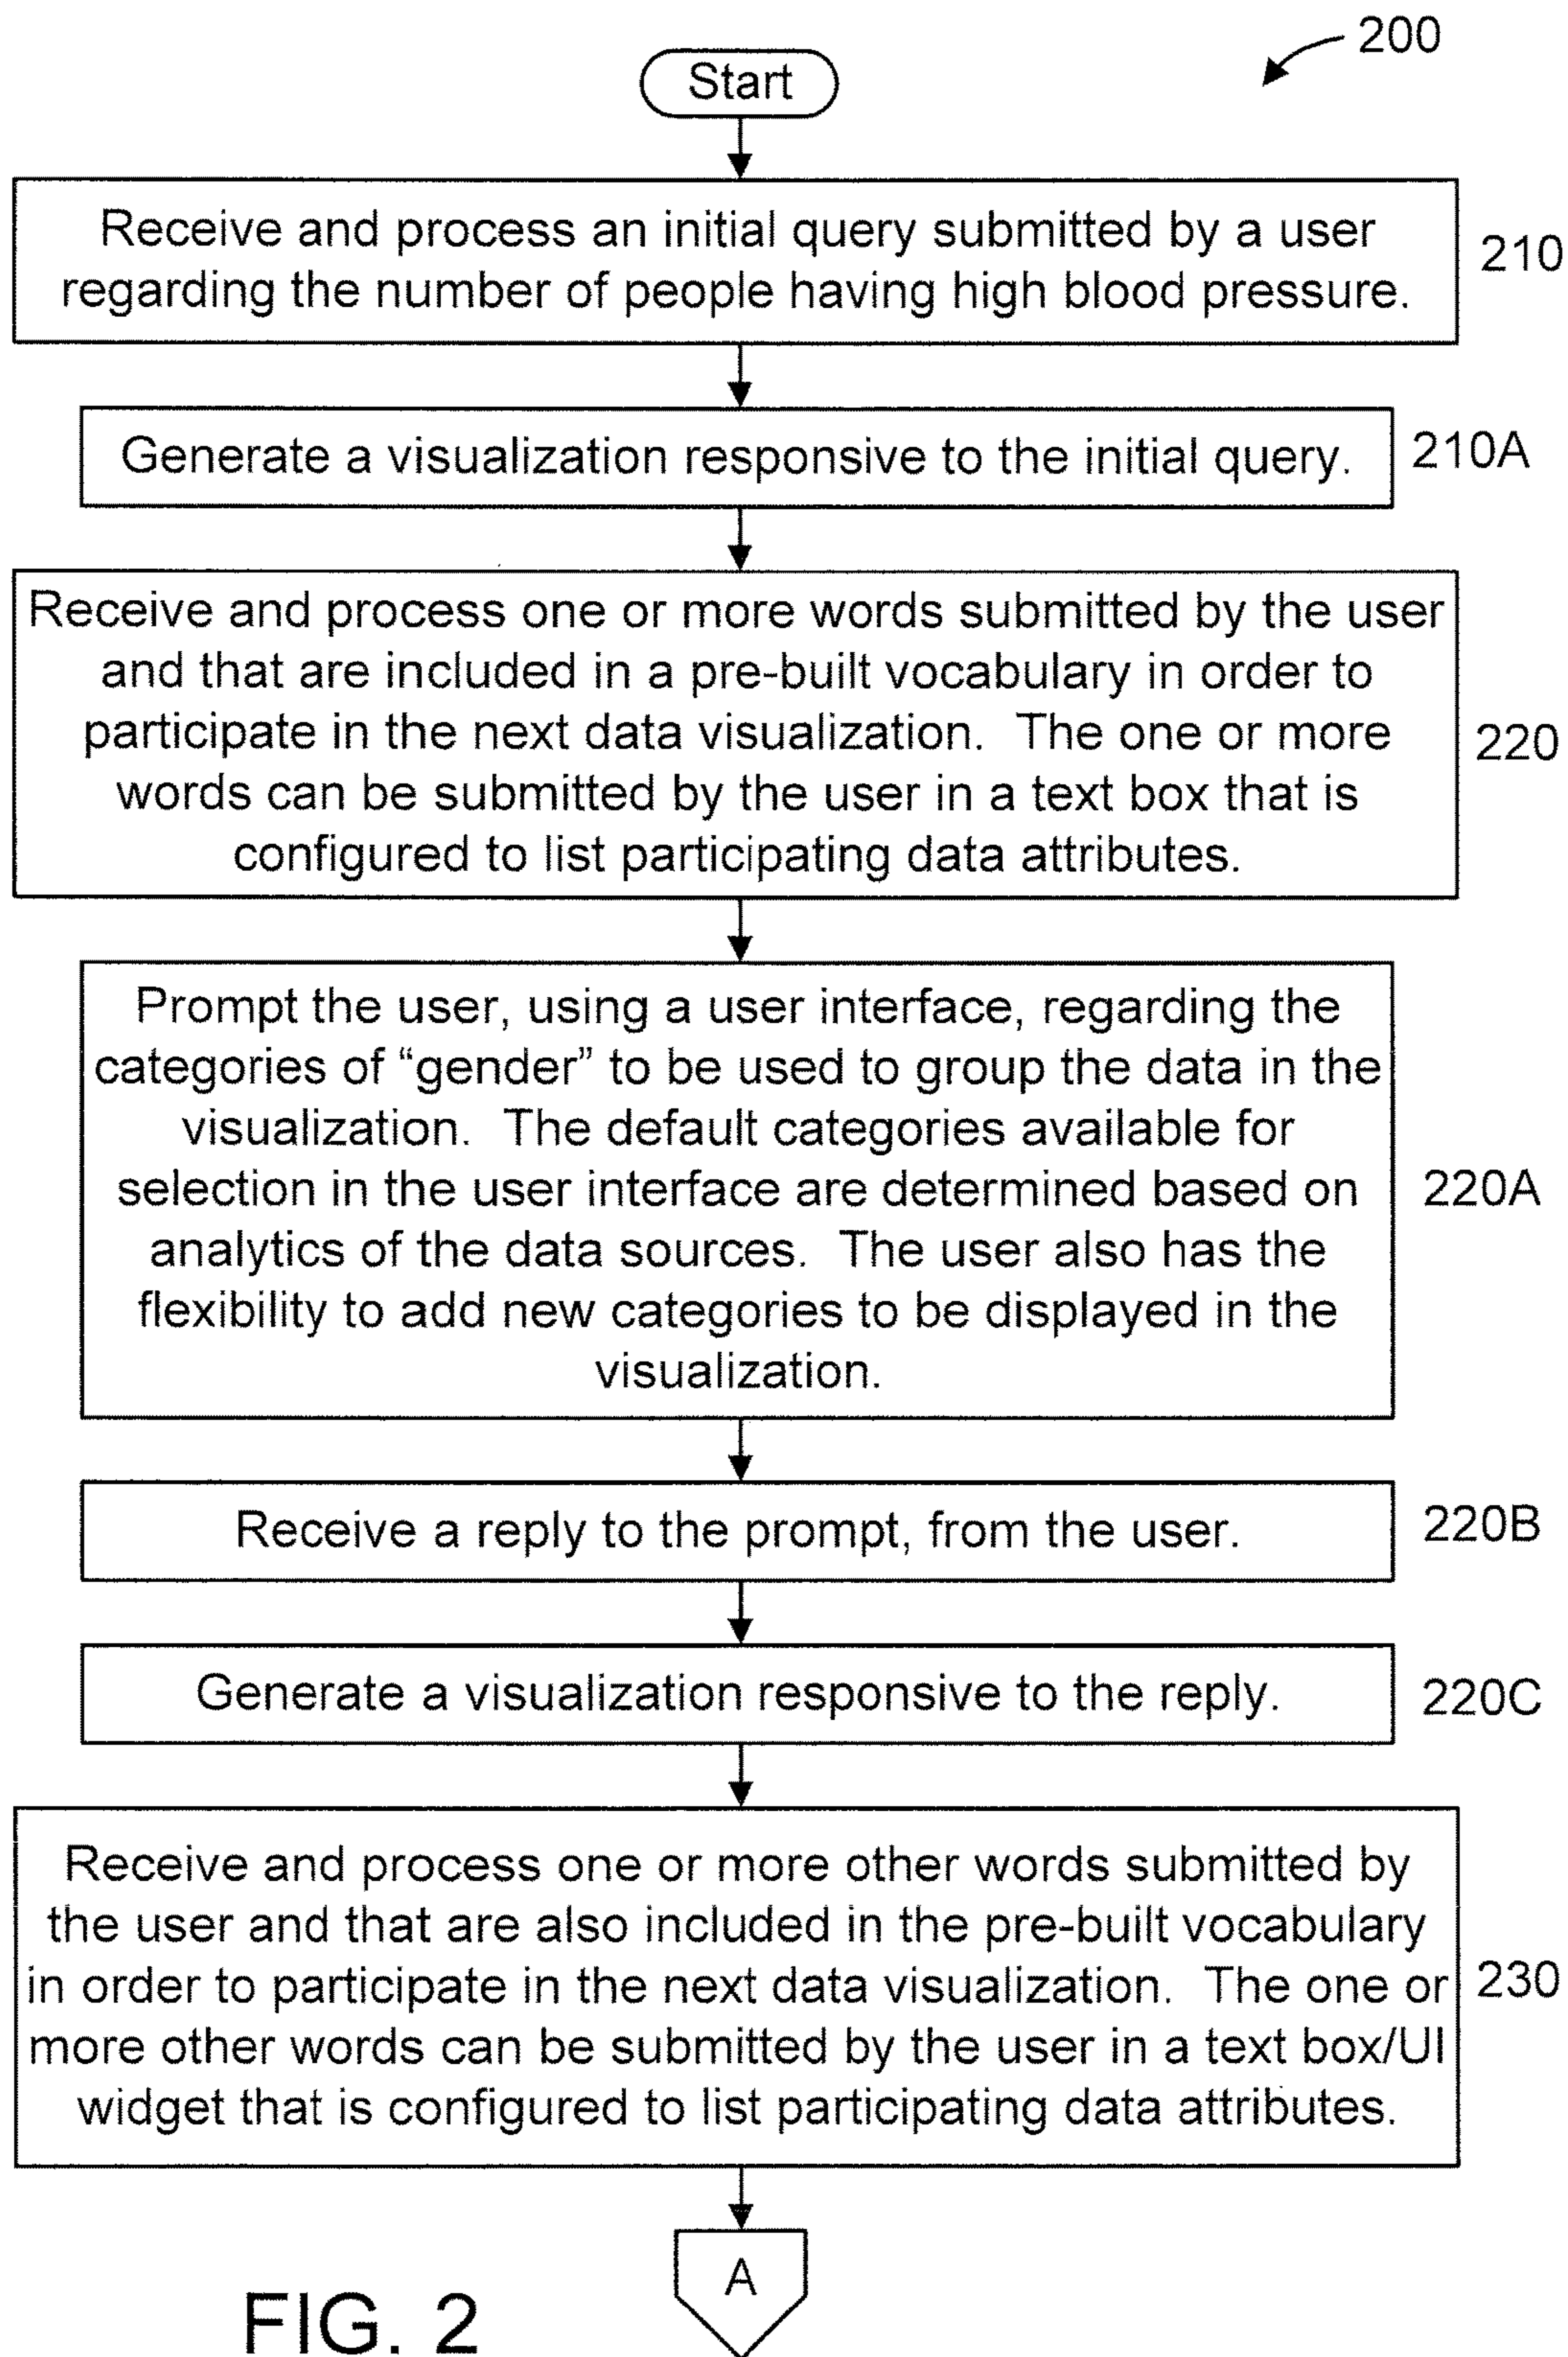 200
Start
Receive and process an initial query submitted by a user
regarding the number of people having high blood pressure.
210
Generate a visualization responsive to the initial query.
210A
Receive and process one or more words submitted by the user
and that are included in a pre-built vocabulary in order to
participate in the next data visualization.  The one or more
words can be submitted by the user in a text box that is
configured to list participating data attributes.
220
Prompt the user, using a user interface, regarding the
categories of “gender” to be used to group the data in the
visualization.  The default categories available for
selection in the user interface are determined based on
analytics of the data sources.  The user also has the
flexibility to add new categories to be displayed in the
visualization.
220A
Receive a reply to the prompt, from the user.
220B
Generate a visualization responsive to the reply.
220C
Receive and process one or more other words submitted by
the user and that are also included in the pre-built vocabulary
in order to participate in the next data visualization.  The one or
more other words can be submitted by the user in a text box/UI
widget that is configured to list participating data attributes.
230
A
FIG. 2